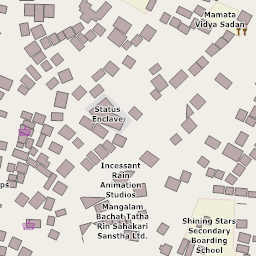 Mamata
Vidya Sadan
Status
Enclave
Incessant
Rain
Animation
Studios
ps
Mangalam
Bachat Tatha
Rin Sahakari
Sanstha Ltd.
Shining Stars
Secondary
Boarding
School